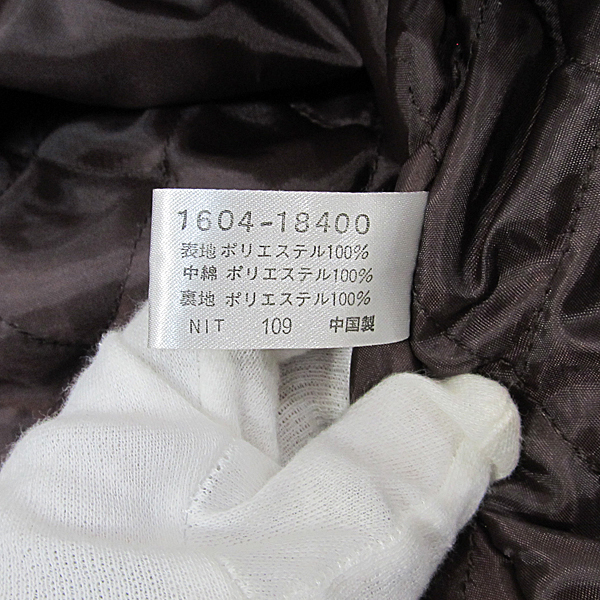 1604-18400
表地 ポリエステル100%
中綿 ポリエステル100%
裏地 ポリエステル100%
NIT 109 中国製